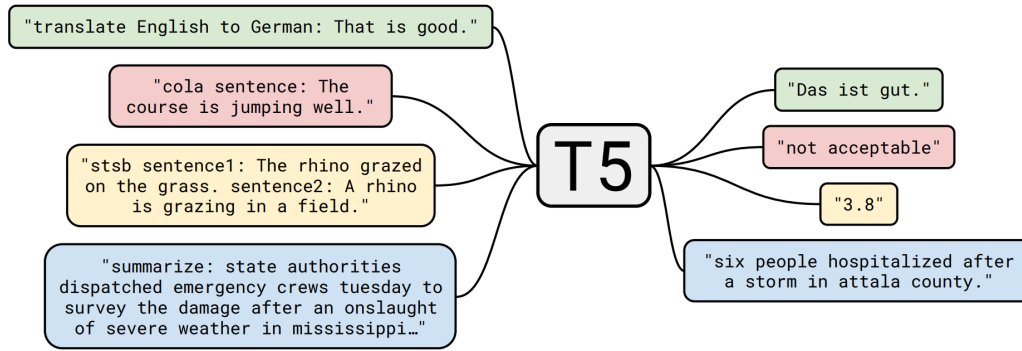 "translate English to German: That is good."
"cola sentence: The
course is jumping well."
"stsb sentence1: The rhino grazed
on the grass. sentence2: A rhino
is grazing in a field."
"summarize: state authorities
dispatched emergency crews tuesday to
survey the damage after an onslaught
of severe weather in mississippi…"
T5
"Das ist gut."
"not acceptable"
"3.8"
"six people hospitalized after
a storm in attala county."